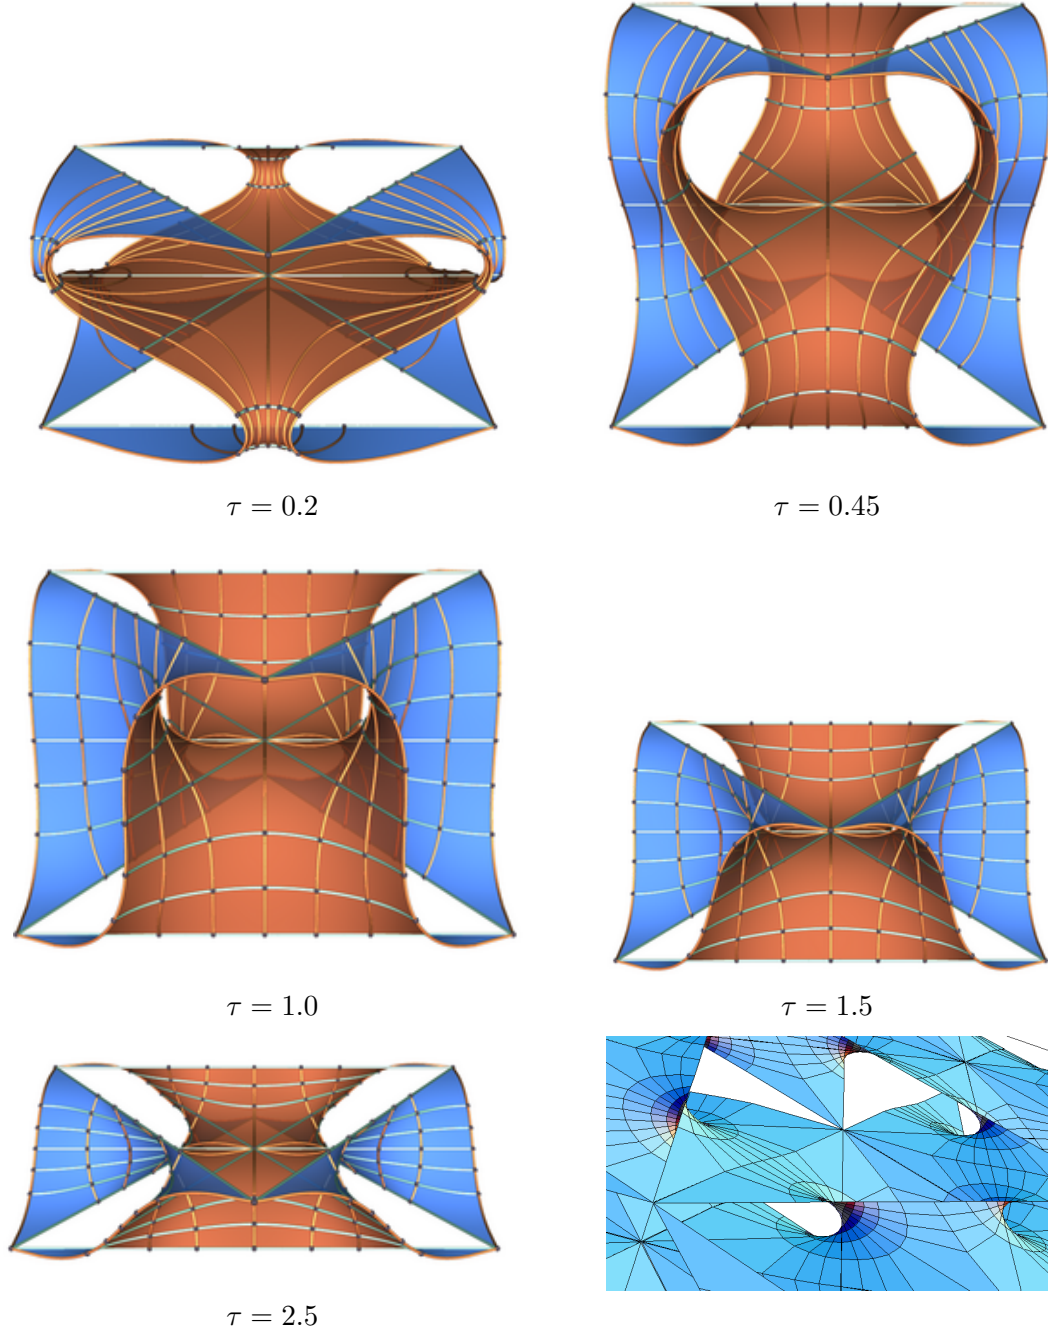 τ = 0.2
τ = 0.45
τ = 1.0
τ = 1.5
τ = 2.5